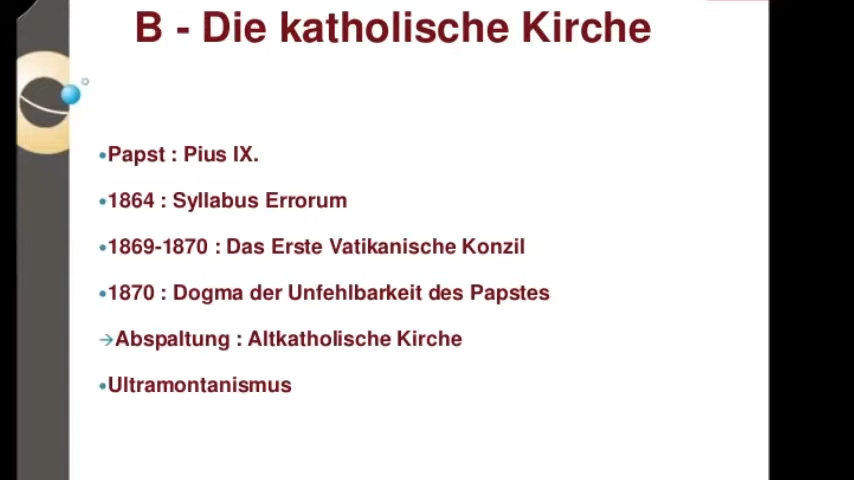 B - Die katholische Kirche
•Papst : Pius IX.
•1864 : Syllabus Errorum
•1869-1870 : Das Erste Vatikanische Konzil
•1870 : Dogma der Unfehlbarkeit des Papstes
→Abspaltung : Altkatholische Kirche
•Ultramontanismus